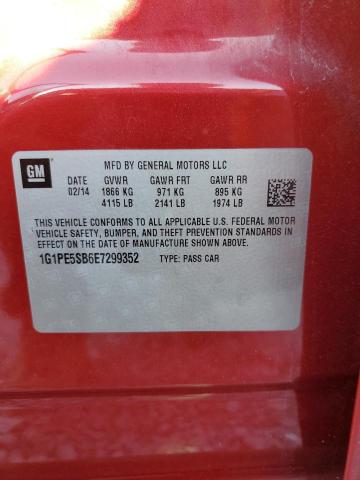 GM
MFD BY GENERAL MOTORS LLC
DATE GVWR GAWR FRT GAWR RR
02/14 1866 KG 971 KG 895 KG
4115 LB 2141 LB 1974 LB
THIS VEHICLE CONFORMS TO ALL APPLICABLE U.S. FEDERAL MOTOR
VEHICLE SAFETY, BUMPER, AND THEFT PREVENTION STANDARDS IN
EFFECT ON THE DATE OF MANUFACTURE SHOWN ABOVE.
1G1PE5SB6E7299352 TYPE: PASS CAR